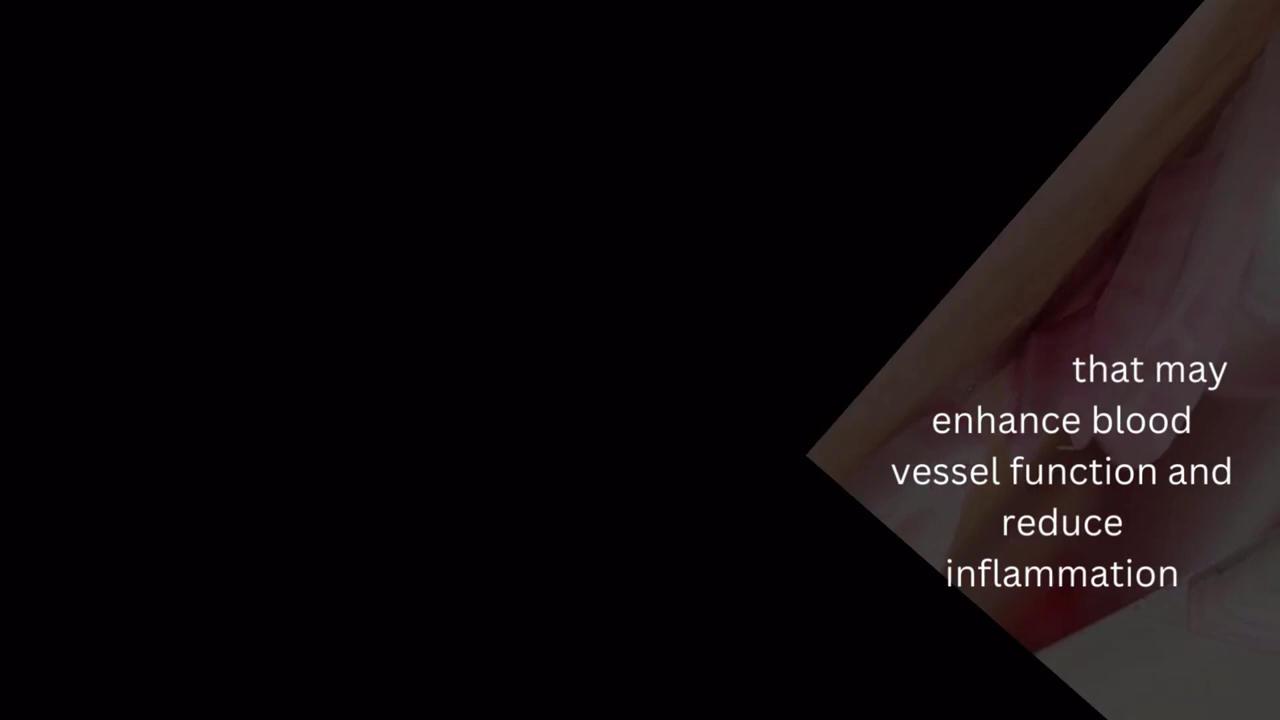 that may
enhance blood
vessel function and
reduce
inflammation